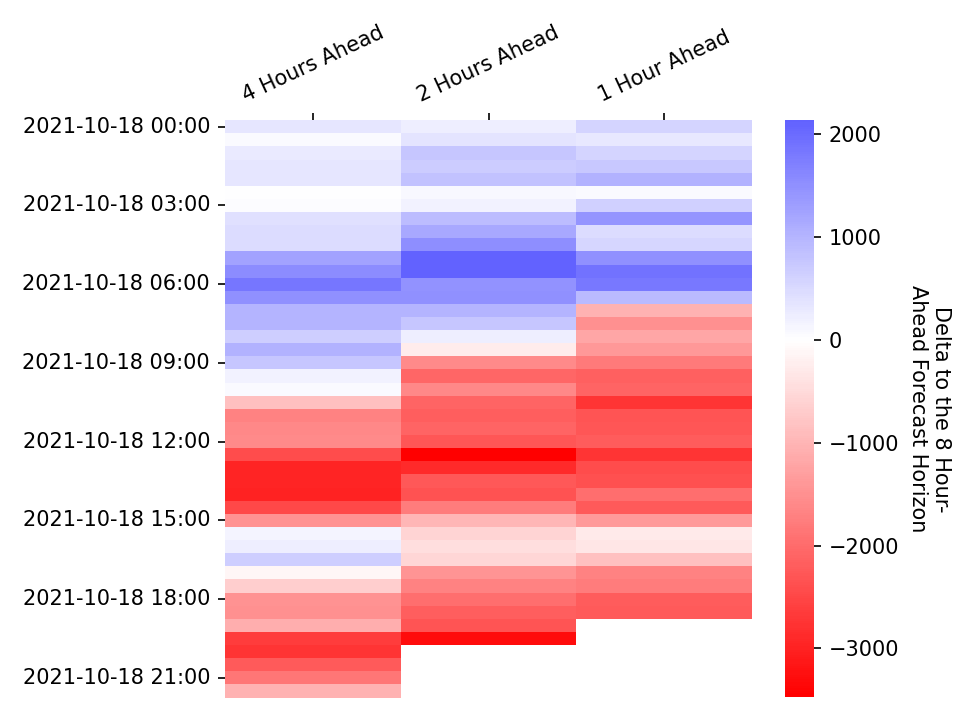 4 Hours Ahead
2 Hours Ahead
1 Hour Ahead
2021-10-18 00:00
2021-10-18 03:00
2021-10-18 06:00
2021-10-18 09:00
2021-10-18 12:00
2021-10-18 15:00
2021-10-18 18:00
2021-10-18 21:00
2000
1000
0
−1000
−2000
−3000
Delta to the 8 Hour-
Ahead Forecast Horizon